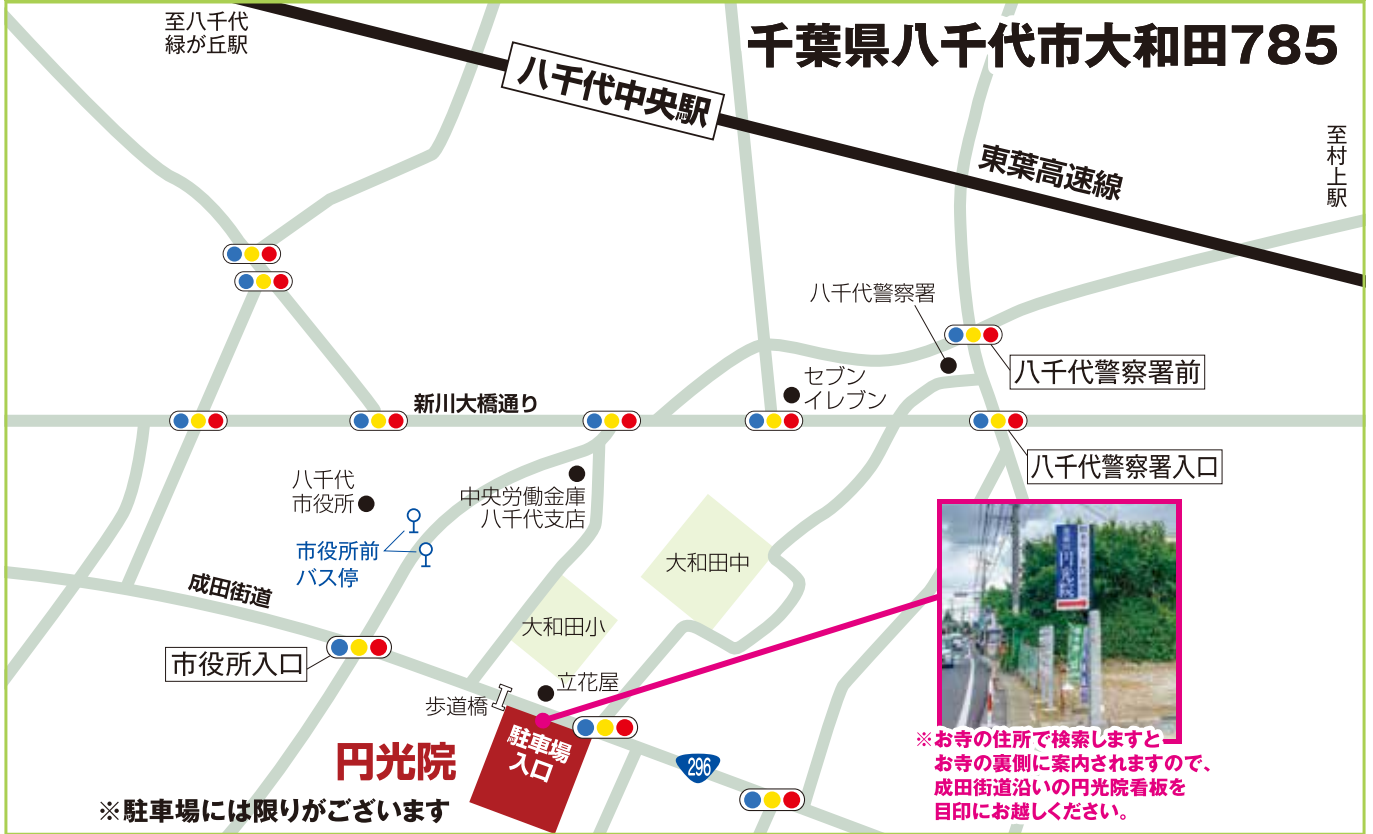 至八千代
緑が丘駅
千葉県八千代市大和田785
八千代中央駅
東葉高速線
至村上駅
八千代警察署
八千代警察署前
セブン
イレブン
新川大橋通り
八千代警察署入口
八千代
市役所
中央労働金庫
八千代支店
市役所前
バス停
大和田中
成田街道
大和田小
市役所入口
立花屋
歩道橋
駐車場
入口
円光院
296
円光院
※お寺の住所で検索しますと
お寺の裏側に案内されますので、
成田街道沿いの円光院看板を
目印にお越しください。
※駐車場には限りがございます